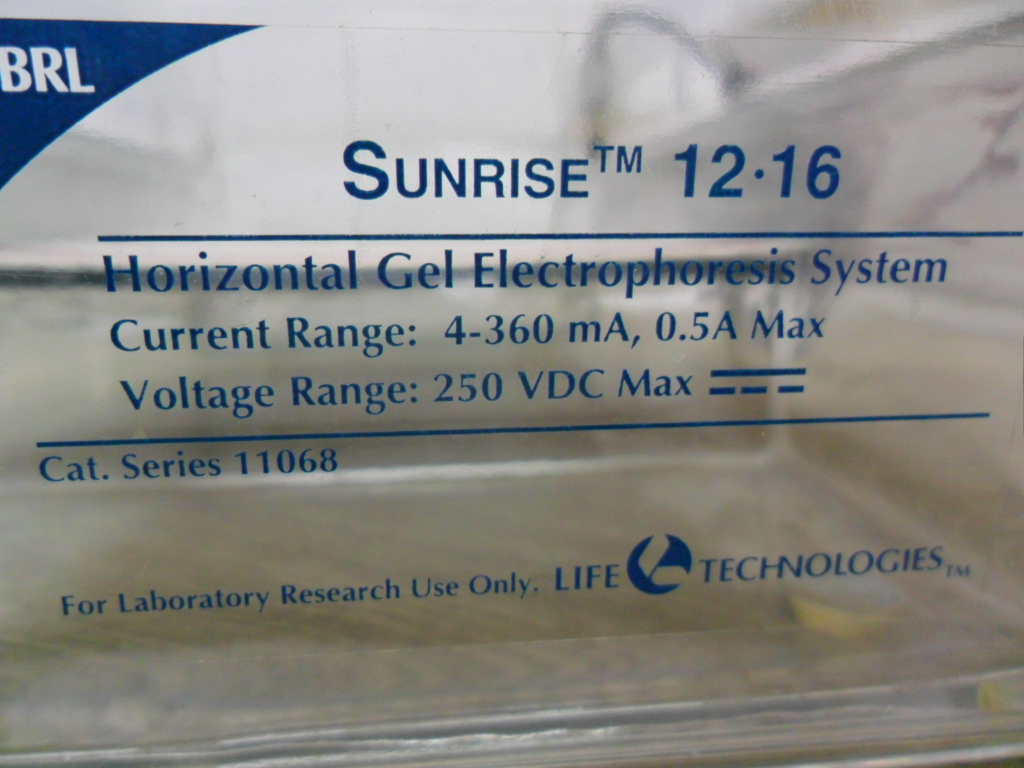 BRL
SUNRISE™ 12·16
Horizontal Gel Electrophoresis System
Current Range: 4-360 mA, 0.5A Max
Voltage Range: 250 VDC Max
Cat. Series 11068
For Laboratory Research Use Only. LIFE TECHNOLOGIES™